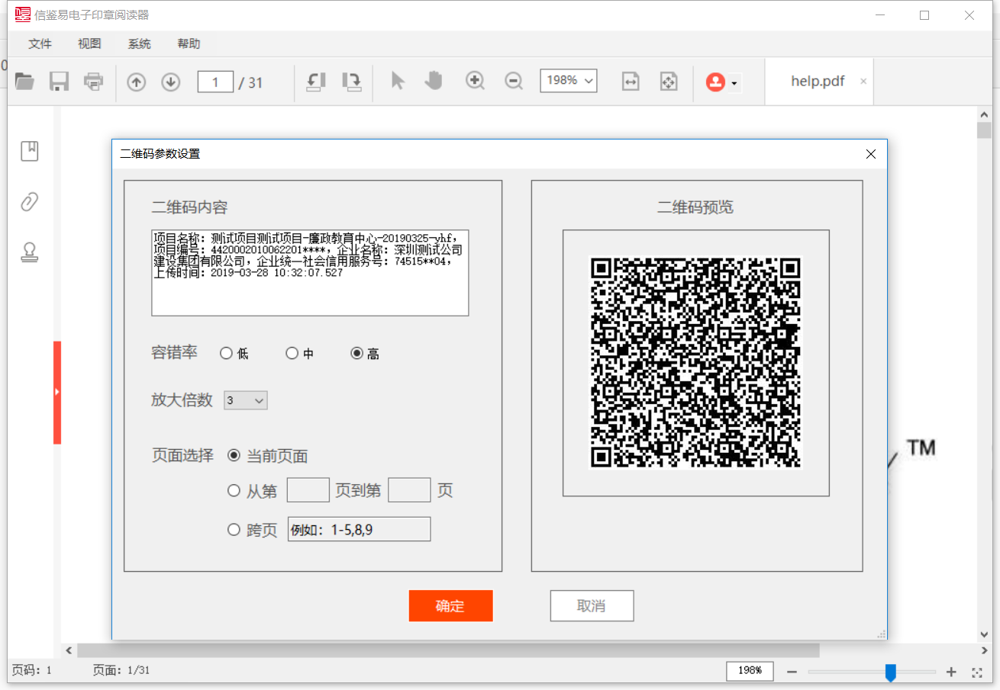 信鉴易电子印章阅读器
文件 视图 系统 帮助
1 / 31 198% help.pdf
二维码参数设置
二维码内容
项目名称：测试项目测试项目-廉政教育中心-20190325-yhf，
项目编号：4420002010062201****，企业名称：深圳测试公司
建设集团有限公司，企业统一社会信用服务号：74515**04，
上传时间：2019-03-28 10:32:07.527
容错率 低 中 高
放大倍数 3
页面选择 当前页面
从第 页到第 页
跨页 例如：1-5,8,9
二维码预览
TM
确定 取消
页码：1 页面：1/31 198%